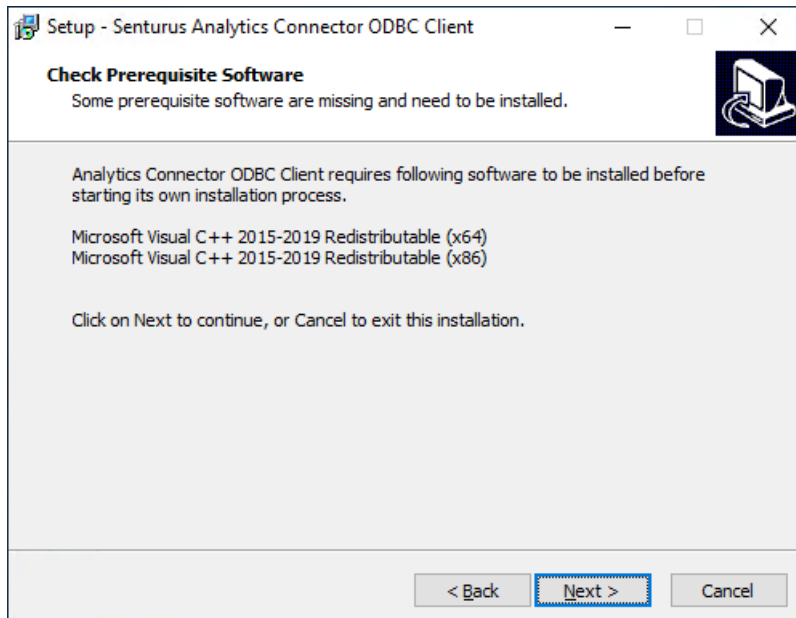 Setup - Senturus Analytics Connector ODBC Client
Check Prerequisite Software
Some prerequisite software are missing and need to be installed.
Analytics Connector ODBC Client requires following software to be installed before
starting its own installation process.
Microsoft Visual C++ 2015-2019 Redistributable (x64)
Microsoft Visual C++ 2015-2019 Redistributable (x86)
Click on Next to continue, or Cancel to exit this installation.
< Back
Next >
Cancel